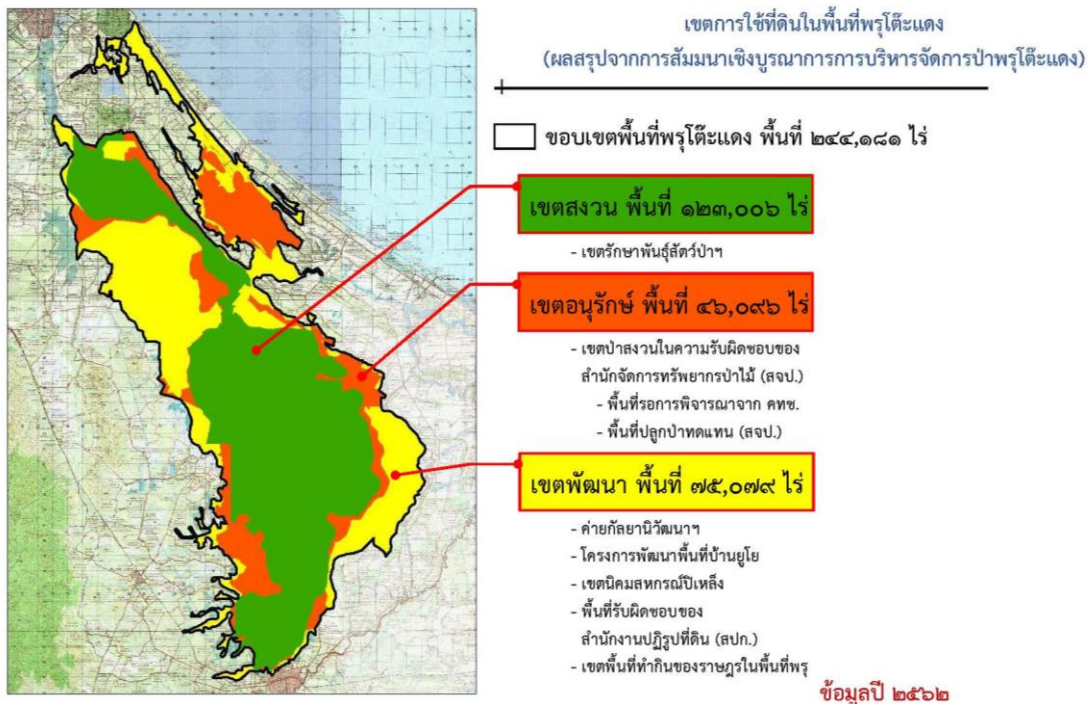 เขตการใช้ที่ดินในพื้นที่พรุโต๊ะแดง
(ผลสรุปจากการสัมมนาเชิงบูรณาการการบริหารจัดการป่าพรุโต๊ะแดง)
ขอบเขตพื้นที่พรุโต๊ะแดง พื้นที่ ๒๔๔,๑๘๑ ไร่
เขตสงวน พื้นที่ ๑๒๓,๐๐๖ ไร่
- เขตรักษาพันธุ์สัตว์ป่าฯ
เขตอนุรักษ์ พื้นที่ ๔๖,๐๙๖ ไร่
- เขตป่าสงวนในความรับผิดชอบของ
สำนักจัดการทรัพยากรป่าไม้ (สจป.)
- พื้นที่รอการพิจารณาจาก คทช.
- พื้นที่ปลูกป่าทดแทน (สจป.)
เขตพัฒนา พื้นที่ ๗๕,๐๗๙ ไร่
- ค่ายกัลยานิวัฒนาฯ
- โครงการพัฒนาพื้นที่บ้านยูโย
- เขตนิคมสหกรณ์ปิเหล็ง
- พื้นที่รับผิดชอบของ
สำนักงานปฏิรูปที่ดิน (สปก.)
- เขตพื้นที่ทำกินของราษฎรในพื้นที่พรุ
ข้อมูลปี ๒๕๖๒